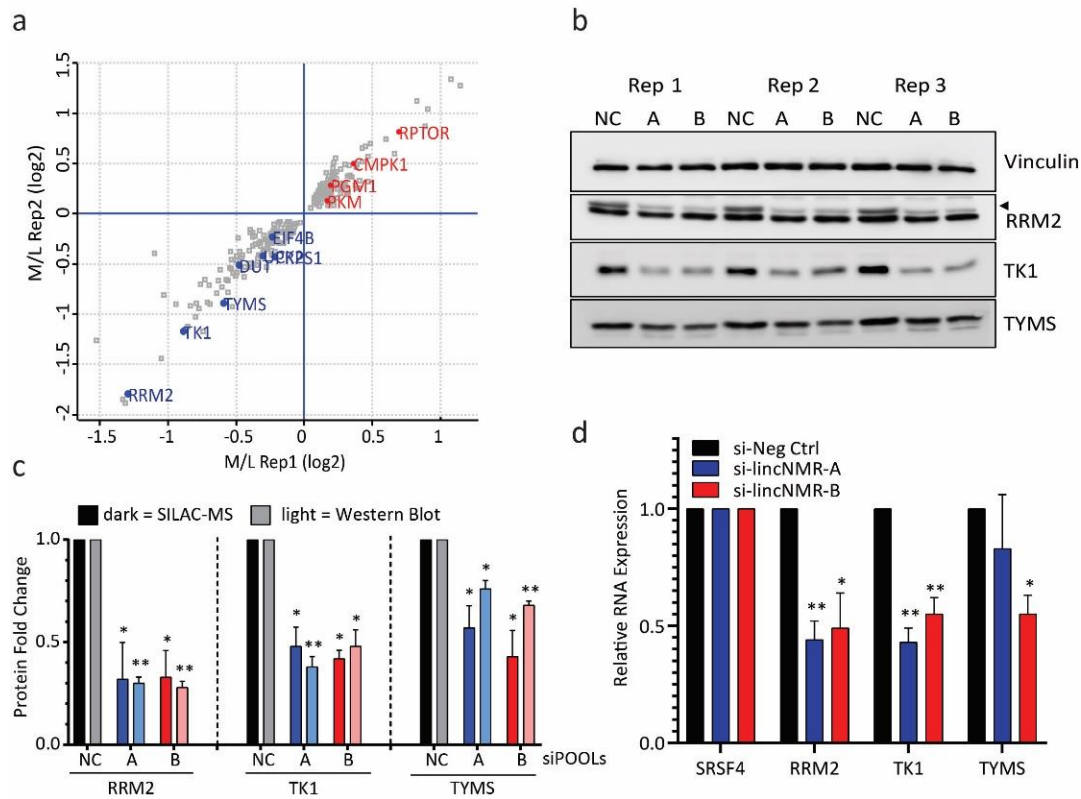 a
M/L Rep2 (log2)
1.5
1
0.5
0
-0.5
-1
-1.5
-2
RPTOR
CMPK1
PGM1
PKM
EIF4B
DUT
TYMS
TK1
RRM2
-1.5 -1 -0.5 0 0.5 1
M/L Rep1 (log2)
b
Rep 1 Rep 2 Rep 3
NC A B NC A B NC A B
Vinculin
RRM2
TK1
TYMS
c
dark = SILAC-MS light = Western Blot
Protein Fold Change
1.0
0.5
0.0
* ** * **
* ** * *
* * * **
NC A B NC A B NC A B siPOOLs
RRM2 TK1 TYMS
d
si-Neg Ctrl
si-lincNMR-A
si-lincNMR-B
Relative RNA Expression
1.0
0.5
0.0
** * ** ** *
SRSF4 RRM2 TK1 TYMS